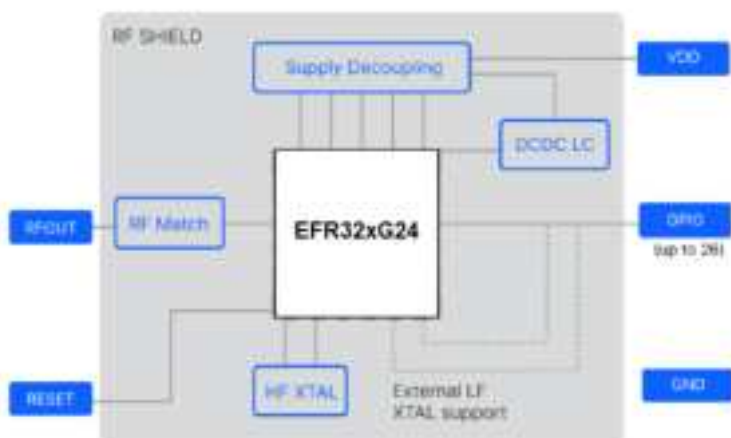 RF SHIELD
Supply Decoupling
VDD
DCDC LC
RFOUT
RF Match
EFR32xG24
GPIO
(up to 26)
RESET
HF XTAL
External LF
XTAL support
GND